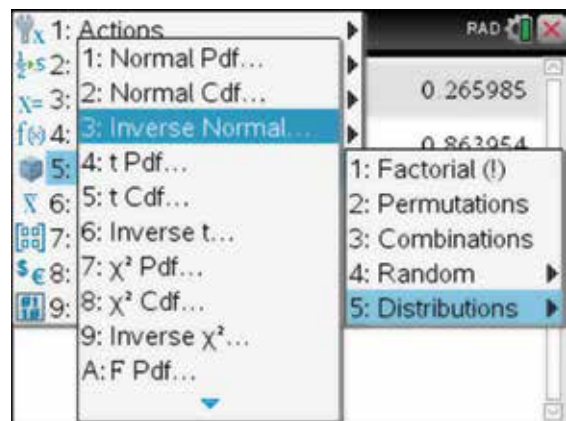 1: Actions
RAD
2:
3:
4:
5:
6:
7:
8:
9:
1: Normal Pdf...
2: Normal Cdf...
3: Inverse Normal...
4: t Pdf...
5: t Cdf...
6: Inverse t...
7: χ² Pdf...
8: χ² Cdf...
9: Inverse χ²...
A: F Pdf...
0.265985
0.863954
1: Factorial (!)
2: Permutations
3: Combinations
4: Random
5: Distributions